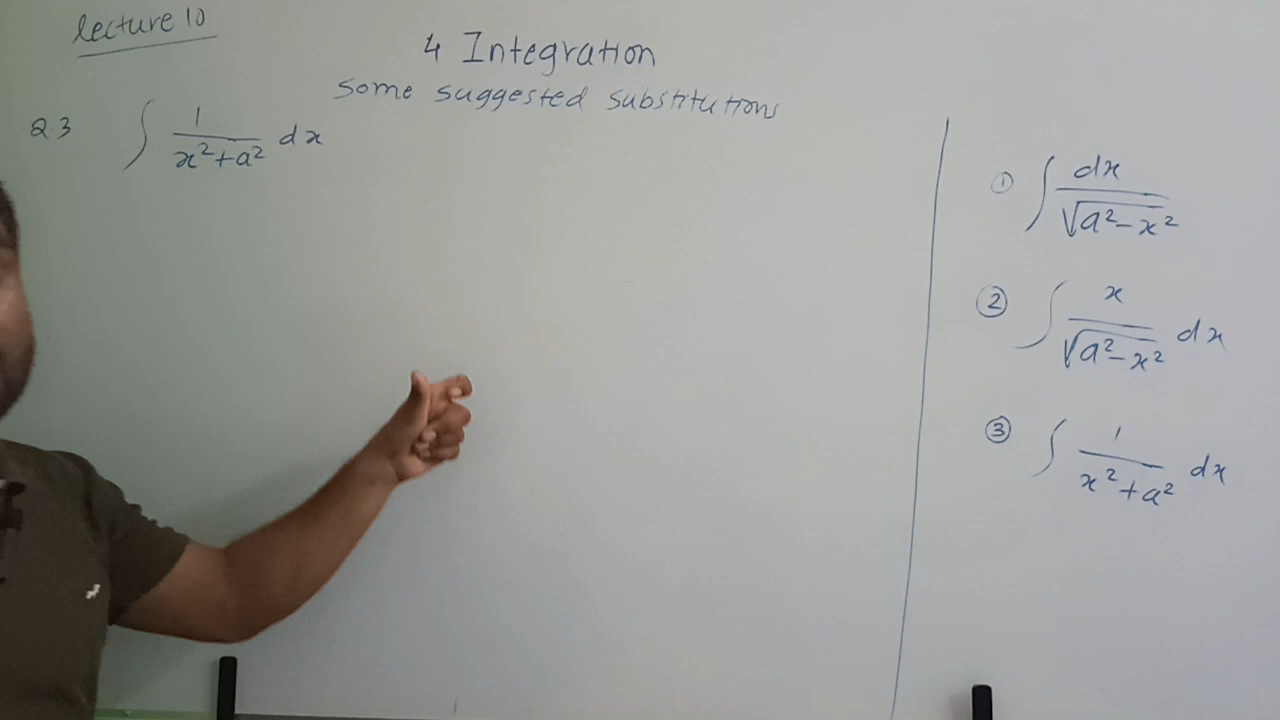 lecture 10
4 Integration
some suggested substitutions
Q.3 ∫ 1/(x²+a²) dx
① ∫ dx/√(a²-x²)
② ∫ x/√(a²-x²) dx
③ ∫ 1/(x²+a²) dx